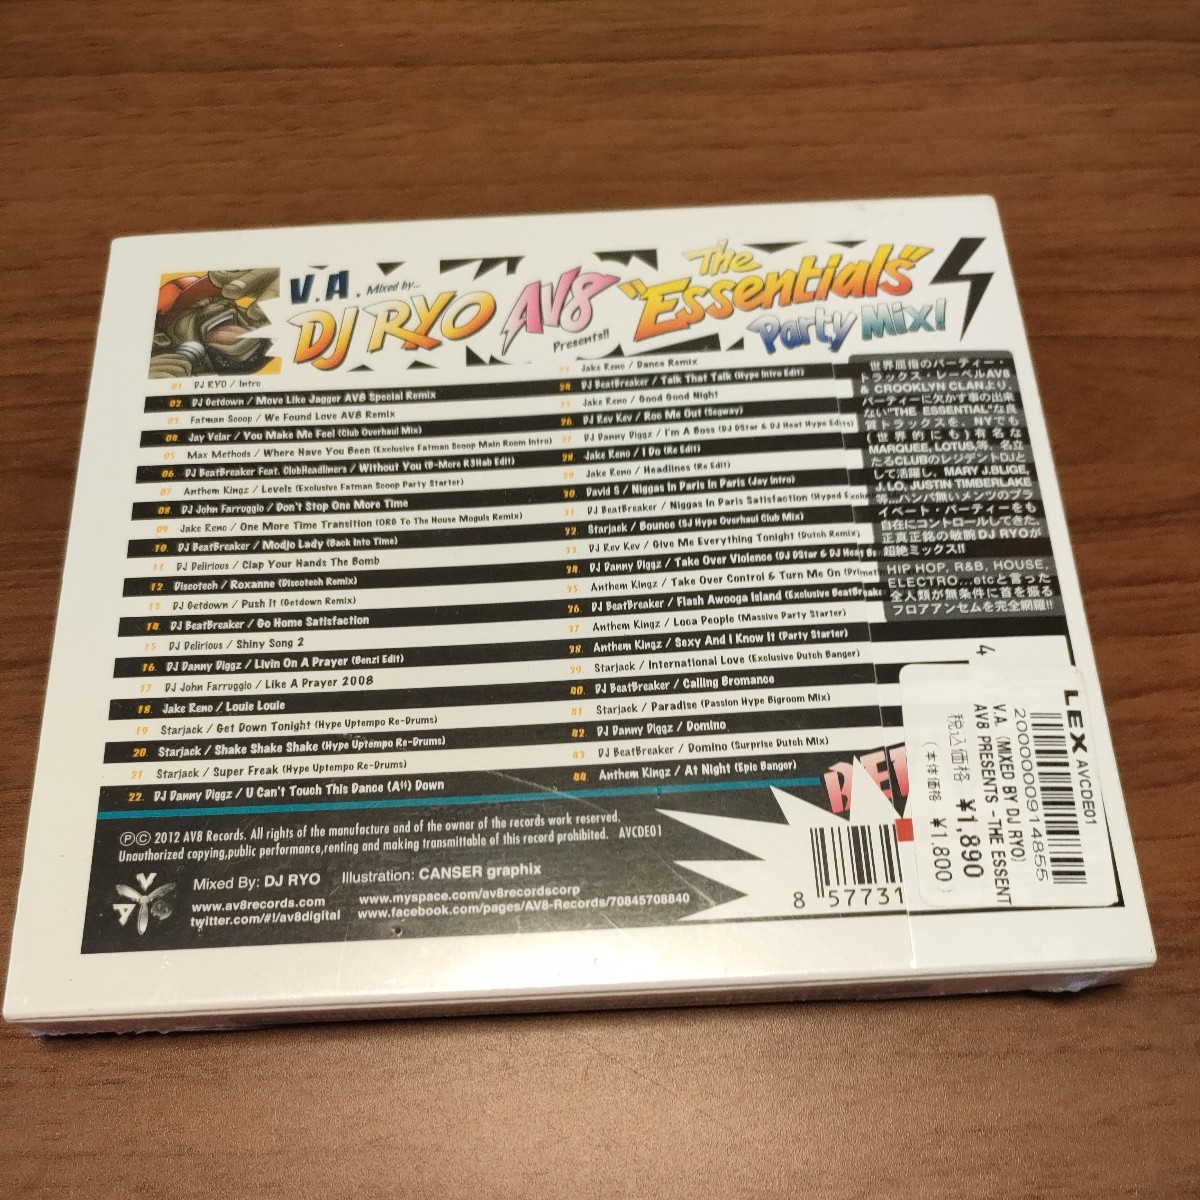 V.A. Mixed by...
DJ RYO AV8
Presents!!
The
"Essentials"
Party Mix!
01 DJ RYO / Intro
02. DJ Getdown / Move Like Jagger AV8 Special Remix
03. Fatman Scoop / We Found Love AV8 Remix
04. Jay Velar / You Make Me Feel (Club Overhaul Mix)
05 Max Methods / Where Have You Been (Exclusive Fatman Scoop Main Room Intro)
06. DJ BeatBreaker Feat. ClubHeadliners / Without You (B-More R3Hab Edit)
07. Anthem Kingz / Levels (Exclusive Fatman Scoop Party Starter)
08. DJ John Farruggio / Don't Stop One More Time
09. Jake Reno / One More Time Transition (ORD To The House Moguls Remix)
10. DJ BeatBreaker / Modjo Lady (Back Into Time)
11. DJ Delirious / Clap Your Hands The Bomb
12. Discotech / Roxanne (Discotech Remix)
13. DJ Getdown / Push It (Getdown Remix)
14. DJ BeatBreaker / Go Home Satisfaction
15 DJ Delirious / Shiny Song 2
16. DJ Danny Diggz / Livin On A Prayer (Benzi Edit)
17. DJ John Farruggio / Like A Prayer 2008
18. Jake Reno / Louie Louie
19. Starjack / Get Down Tonight (Hype Uptempo Re-Drums)
20. Starjack / Shake Shake Shake (Hype Uptempo Re-Drums)
21 Starjack / Super Freak (Hype Uptempo Re-Drums)
22. DJ Danny Diggz / U Can't Touch This Dance (A$$) Down
23. Jake Reno / Dance Remix
24. DJ BeatBreaker / Talk That Talk (Hype Intro Edit)
25 Jake Reno / Good Good Night
26. DJ Rev Kev / Roc Me Out (Segway)
27 DJ Danny Diggz / I'm A Boss (DJ DStar & DJ Heat Hype Edits)
28. Jake Reno / I Do (Re Edit)
29 Jake Reno / Headlines (Re Edit)
30. David S / Niggas In Paris In Paris (Jay Intro)
31. DJ BeatBreaker / Niggas In Paris Satisfaction (Hyped Exclus
32. Starjack / Bounce (SJ Hype Overhaul Club Mix)
33. DJ Rev Kev / Give Me Everything Tonight (Dutch Remix)
34. DJ Danny Diggz / Take Over Violence (DJ DStar & DJ Heat
35. Anthem Kingz / Take Over Control & Turn Me On
36. DJ BeatBreaker / Flash Awooga Island (Exclusive
37. Anthem Kingz / Loca People (Massive Party Starter)
38. Anthem Kingz / Sexy And I Know It (Party Starter)
39. Starjack / International Love (Exclusive Dutch Banger)
40. DJ BeatBreaker / Calling Bromance
41. Starjack / Paradise (Passion Hype Bigroom Mix)
42. DJ Danny Diggz / Domino
43 DJ BeatBreaker / Domino (Surprise Dutch Mix)
44. Anthem Kingz / At Night (Epic Banger)
世界屈指のパーティー・
トラックス・レーベルAV8
& CROOKLYN CLANより、
パーティーに欠かす事の出来
ない"THE ESSENTIAL"な良
質トラックスを、NYでも
(世界的にも)有名な
MARQUEE, LOTUS,等、名立
たるCLUBのレジデントDJと
して活躍し、MARY J.BLIGE,
J. LO, JUSTIN TIMBERLAKE
等...ハンパ無いメンツのプラ
イベート・パーティーをも
自在にコントロールしてきた、
正真正銘の敏腕DJ RYOが
超絶ミックス!!
HIP HOP, R&B, HOUSE,
ELECTRO...etcと言った
全人類が無条件に首を振る
フロアアンセムを完全網羅!!
LEX AVCDE01
2000000914855
V.A. (MIXED BY DJ RYO)
AV8 PRESENTS -THE ESSENT
税込価格 ¥1,890
(本体価格 ¥1,800)
ⓅⒸ 2012 AV8 Records. All rights of the manufacture and of the owner of the records work reserved.
Unauthorized copying,public performance,renting and making transmittable of this record prohibited. AVCDE01
Mixed By: DJ RYO Illustration: CANSER graphix
www.av8records.com www.myspace.com/av8recordscorp
twitter.com/#!/av8digital www.facebook.com/pages/AV8-Records/70845708840
8 57731